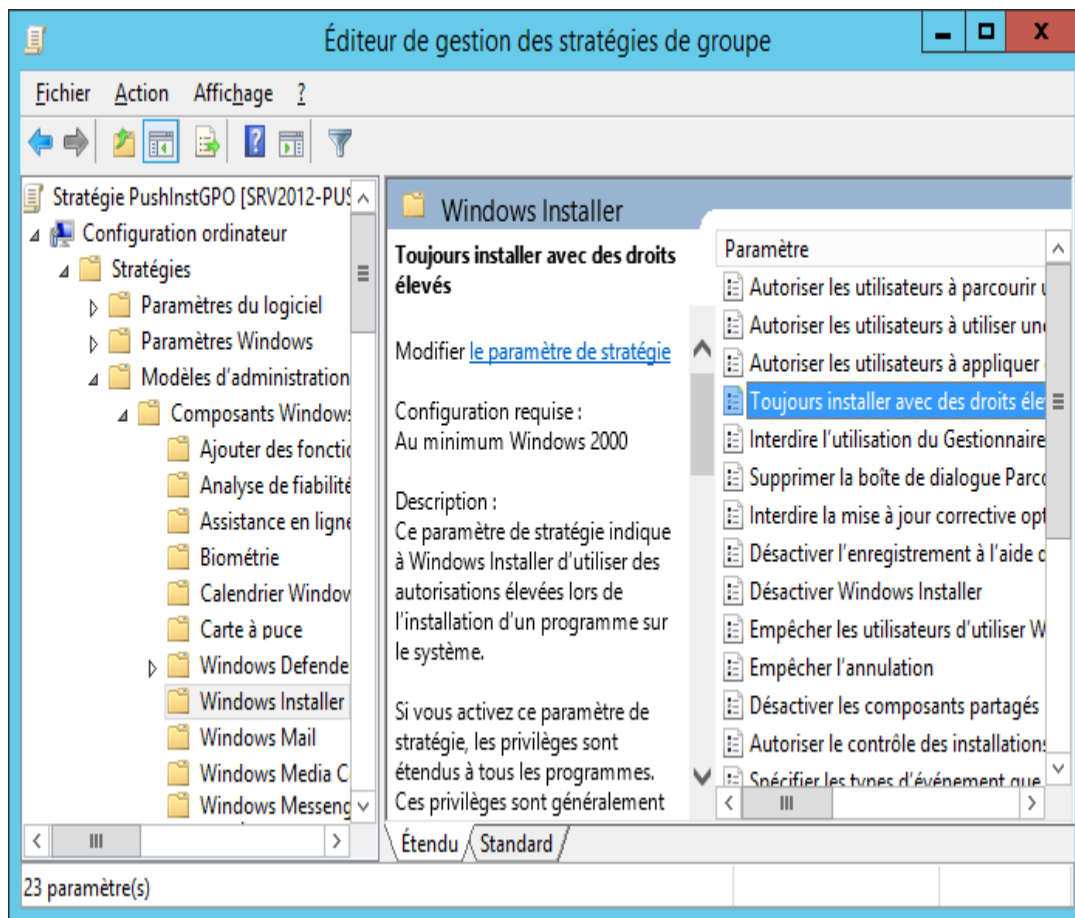 Éditeur de gestion des stratégies de groupe
X
Fichier Action Affichage ?
Stratégie PushInstGPO [SRV2012-PUS
Configuration ordinateur
Stratégies
Paramètres du logiciel
Paramètres Windows
Modèles d'administration
Composants Windows
Ajouter des fonctio
Analyse de fiabilité
Assistance en ligne
Biométrie
Calendrier Window
Carte à puce
Windows Defende
Windows Installer
Windows Mail
Windows Media C
Windows Messeng
Windows Installer
Toujours installer avec des droits
élevés
Modifier le paramètre de stratégie
Configuration requise :
Au minimum Windows 2000
Description :
Ce paramètre de stratégie indique
à Windows Installer d'utiliser des
autorisations élevées lors de
l'installation d'un programme sur
le système.
Si vous activez ce paramètre de
stratégie, les privilèges sont
étendus à tous les programmes.
Ces privilèges sont généralement
Paramètre
Autoriser les utilisateurs à parcourir u
Autoriser les utilisateurs à utiliser une
Autoriser les utilisateurs à appliquer
Toujours installer avec des droits éle
Interdire l'utilisation du Gestionnaire
Supprimer la boîte de dialogue Parco
Interdire la mise à jour corrective opt
Désactiver l'enregistrement à l'aide d
Désactiver Windows Installer
Empêcher les utilisateurs d'utiliser W
Empêcher l'annulation
Désactiver les composants partagés
Autoriser le contrôle des installations
Spécifier les types d'événement que
Étendu Standard
23 paramètre(s)